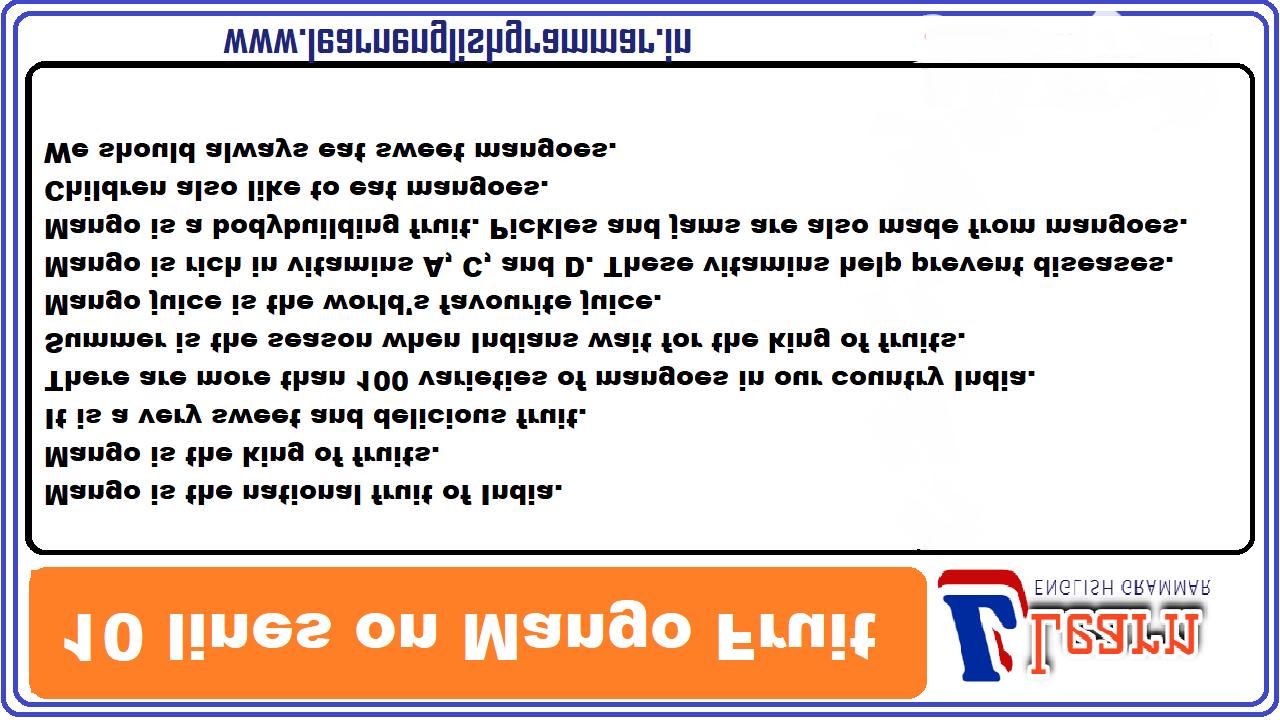 10 lines on Mango Fruit
Learn
ENGLISH GRAMMAR
Mango is the national fruit of India.
Mango is the king of fruits.
It is a very sweet and delicious fruit.
There are more than 100 varieties of mangoes in our country India.
Summer is the season when Indians wait for the king of fruits.
Mango juice is the world's favourite juice.
Mango is rich in vitamins A, C, and D. These vitamins help prevent diseases.
Mango is a bodybuilding fruit. Pickles and jams are also made from mangoes.
Children also like to eat mangoes.
We should always eat sweet mangoes.
www.learnenglishgrammar.in